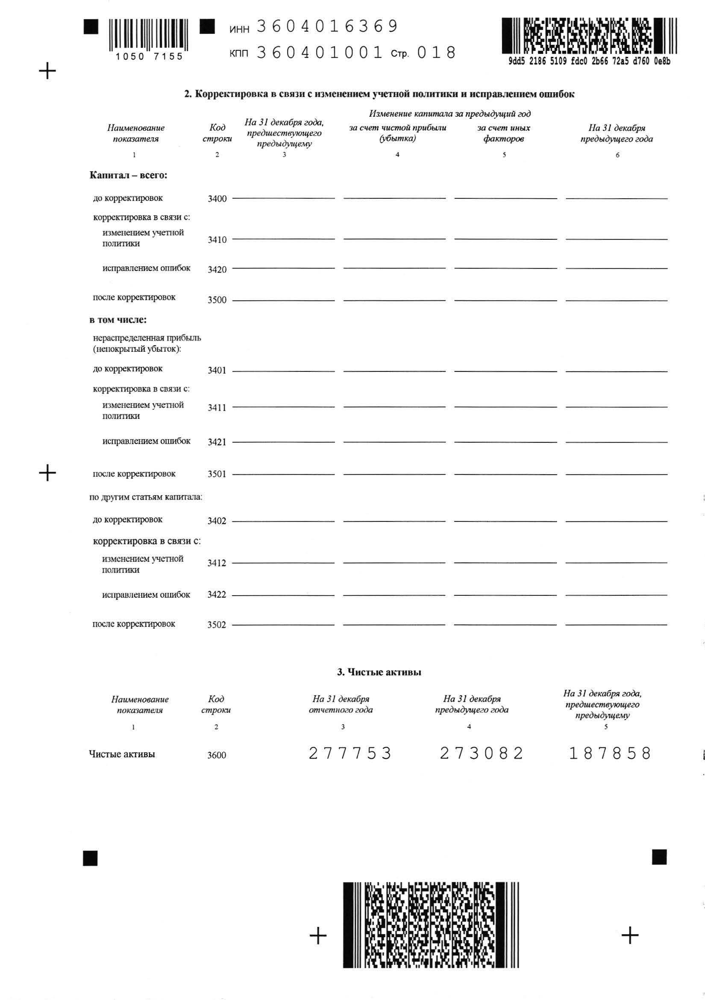 1050 7155
ИНН 3604016369
КПП 360401001 Стр. 018
9dd5 2186 5109 fdc0 2b66 72a5 d760 0e8b
2. Корректировка в связи с изменением учетной политики и исправлением ошибок
Изменение капитала за предыдущий год
Наименование показателя
Код строки
На 31 декабря года,
предшествующего
предыдущему
за счет чистой прибыли
(убытка)
за счет иных
факторов
На 31 декабря
предыдущего года
1 2 3 4 5 6
Капитал – всего:
до корректировок 3400
корректировка в связи с:
изменением учетной
политики 3410
исправлением ошибок 3420
после корректировок 3500
в том числе:
нераспределенная прибыль
(непокрытый убыток):
до корректировок 3401
корректировка в связи с:
изменением учетной 3411
политики
исправлением ошибок 3421
после корректировок 3501
по другим статьям капитала:
до корректировок 3402
корректировка в связи с:
изменением учетной
политики 3412
исправлением ошибок 3422
после корректировок 3502
3. Чистые активы
Наименование
показателя
Код
строки
На 31 декабря
отчетного года
На 31 декабря
предыдущего года
На 31 декабря года,
предшествующего
предыдущему
1 2 3 4 5
Чистые активы 3600 277753 273082 187858